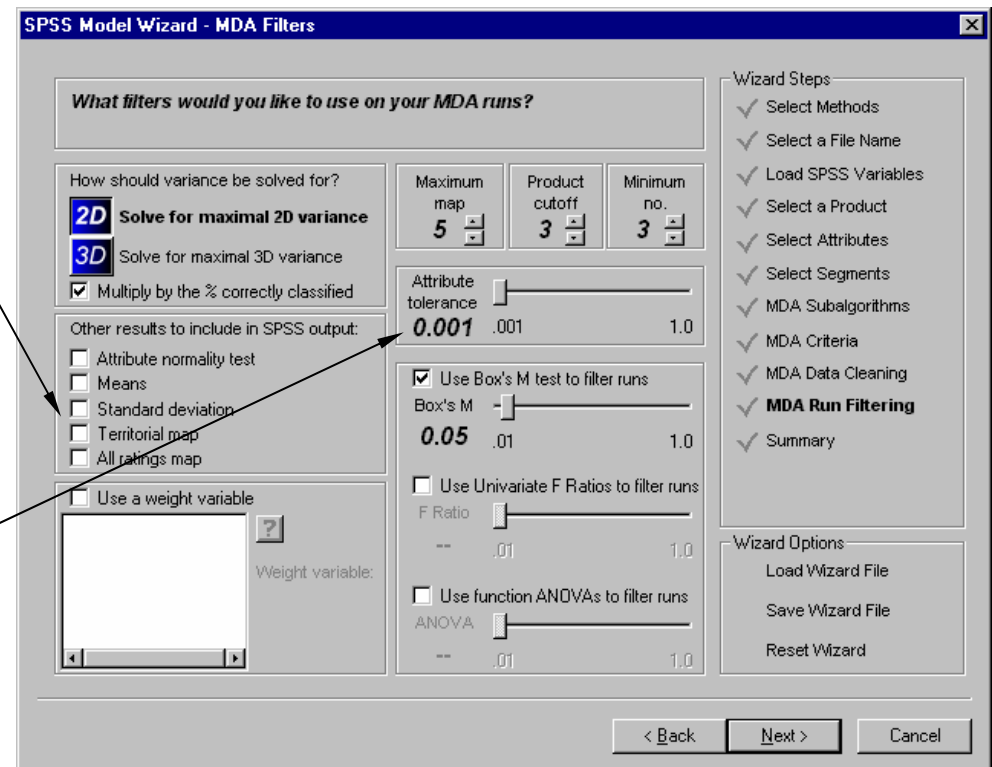 SPSS Model Wizard - MDA Filters
What filters would you like to use on your MDA runs?
How should variance be solved for?
2D Solve for maximal 2D variance
3D Solve for maximal 3D variance
Multiply by the % correctly classified
Other results to include in SPSS output:
Attribute normality test
Means
Standard deviation
Territorial map
All ratings map
Use a weight variable
?
Weight variable:
Maximum
map
5
Product
cutoff
3
Minimum
no.
3
Attribute
tolerance
0.001 .001 1.0
Use Box's M test to filter runs
Box's M
0.05 .01 1.0
Use Univariate F Ratios to filter runs
F Ratio
-- .01 1.0
Use function ANOVAs to filter runs
ANOVA
-- .01 1.0
Wizard Steps
Select Methods
Select a File Name
Load SPSS Variables
Select a Product
Select Attributes
Select Segments
MDA Subalgorithms
MDA Criteria
MDA Data Cleaning
MDA Run Filtering
Summary
Wizard Options
Load Wizard File
Save Wizard File
Reset Wizard
< Back
Next >
Cancel